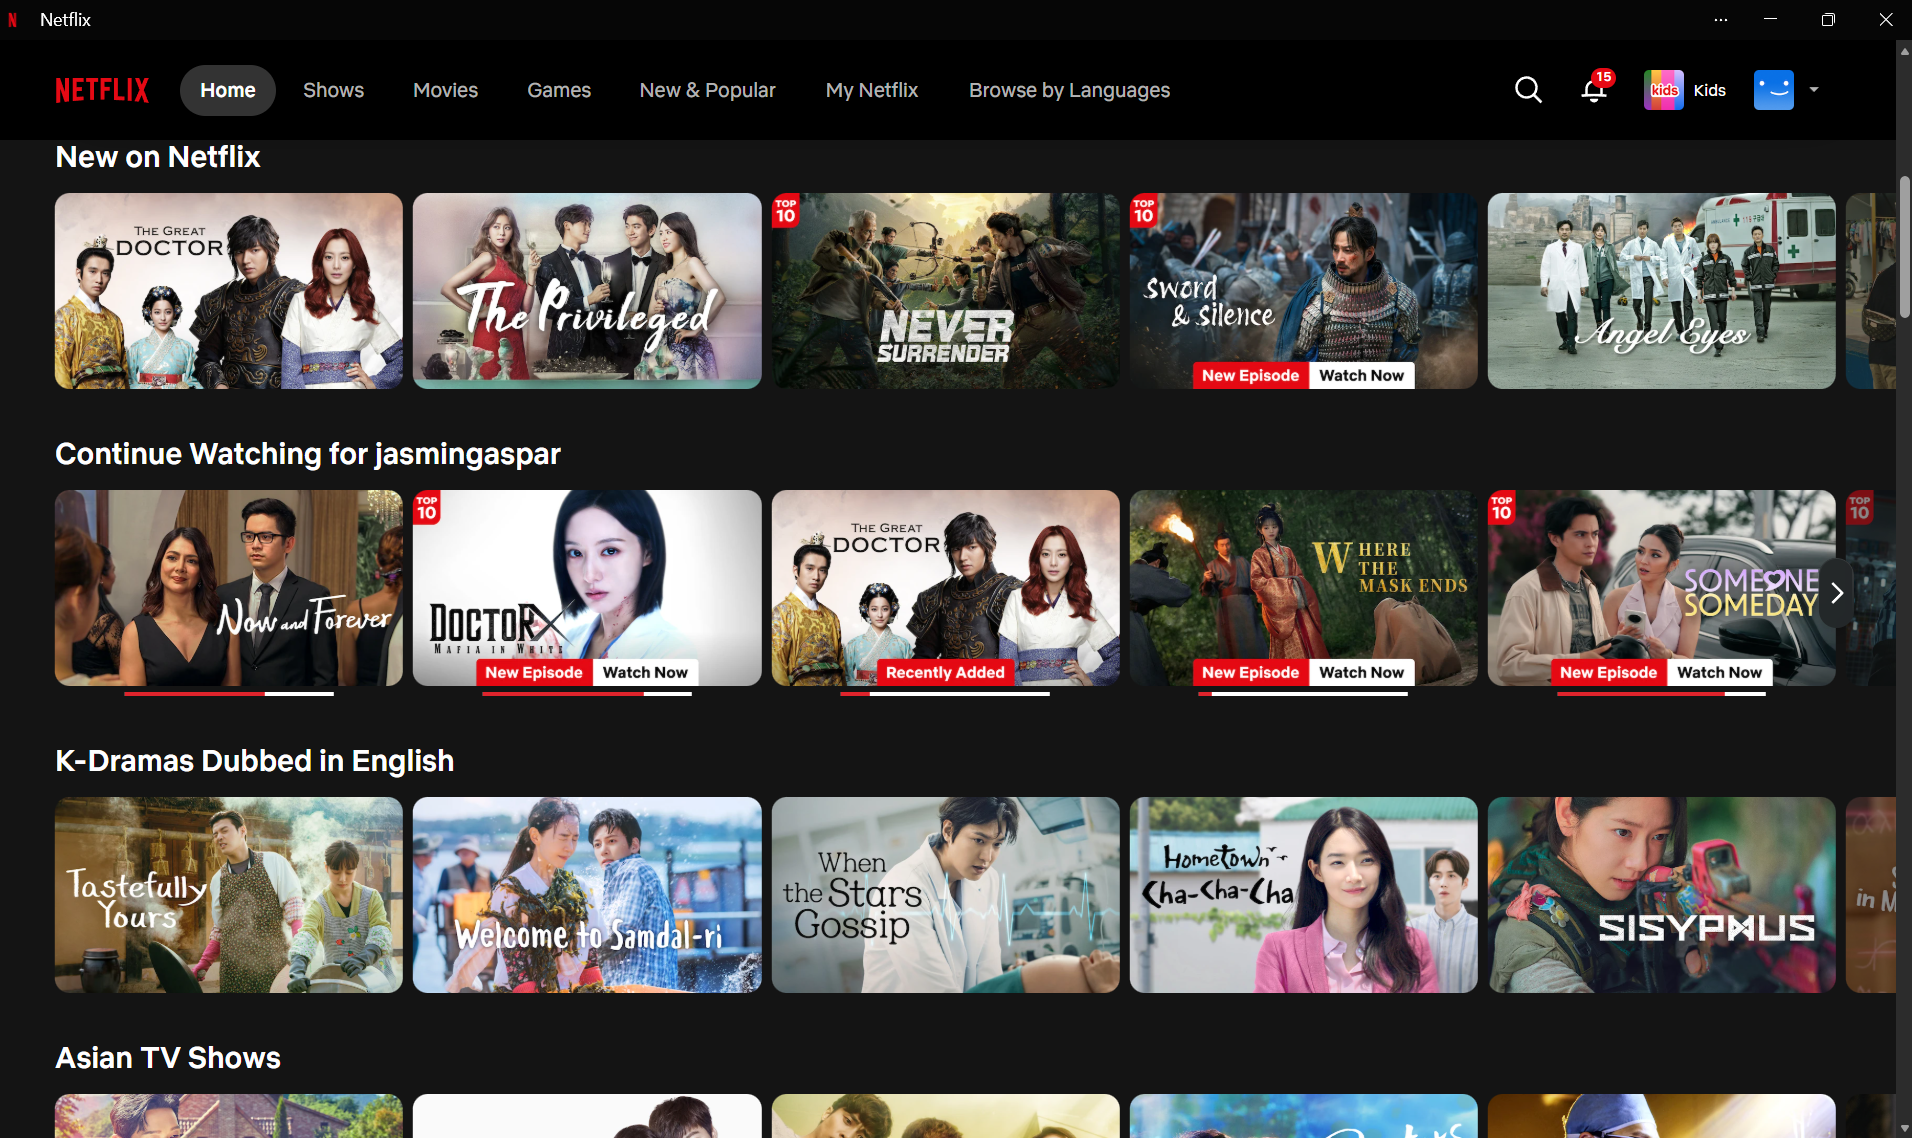 Netflix
NETFLIX
Home
Shows
Movies
Games
New & Popular
My Netflix
Browse by Languages
15
kids
Kids
New on Netflix
THE GREAT
DOCTOR
The Privileged
TOP
10
NEVER
SURRENDER
TOP
10
Sword
& Silence
New Episode
Watch Now
Angel Eyes
Continue Watching for jasmingaspar
Now and Forever
TOP
10
DOCTOR X
MAFIA IN WHITE
New Episode
Watch Now
THE GREAT
DOCTOR
Recently Added
WHERE
THE
MASK ENDS
New Episode
Watch Now
TOP
10
SOMEONE
SOMEDAY
New Episode
Watch Now
TOP
10
K-Dramas Dubbed in English
Tastefully
Yours
Welcome to Samdal-ri
When
the Stars
Gossip
Hometown
Cha-Cha-Cha
SISYPHUS
in M
Asian TV Shows